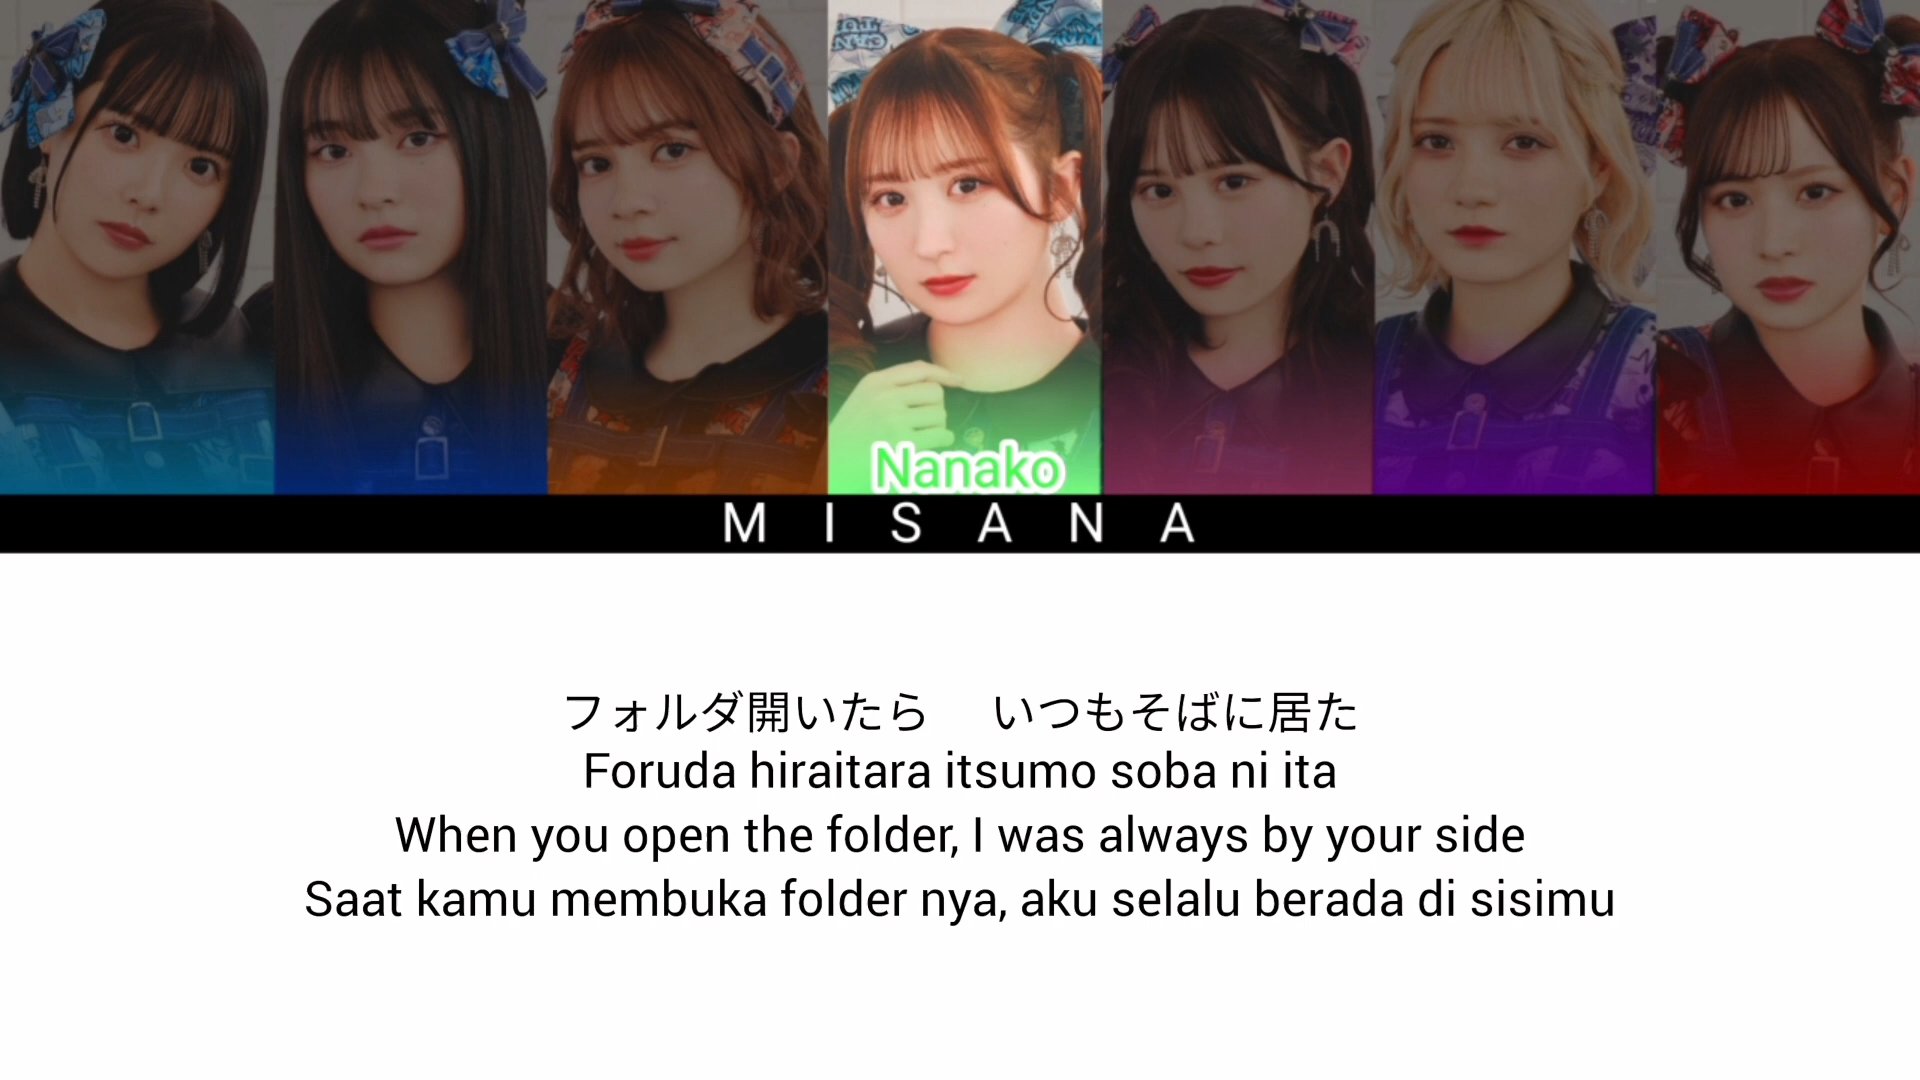 Nanako
MISANA
フォルダ開いたら　いつもそばに居た
Foruda hiraitara itsumo soba ni ita
When you open the folder, I was always by your side
Saat kamu membuka folder nya, aku selalu berada di sisimu